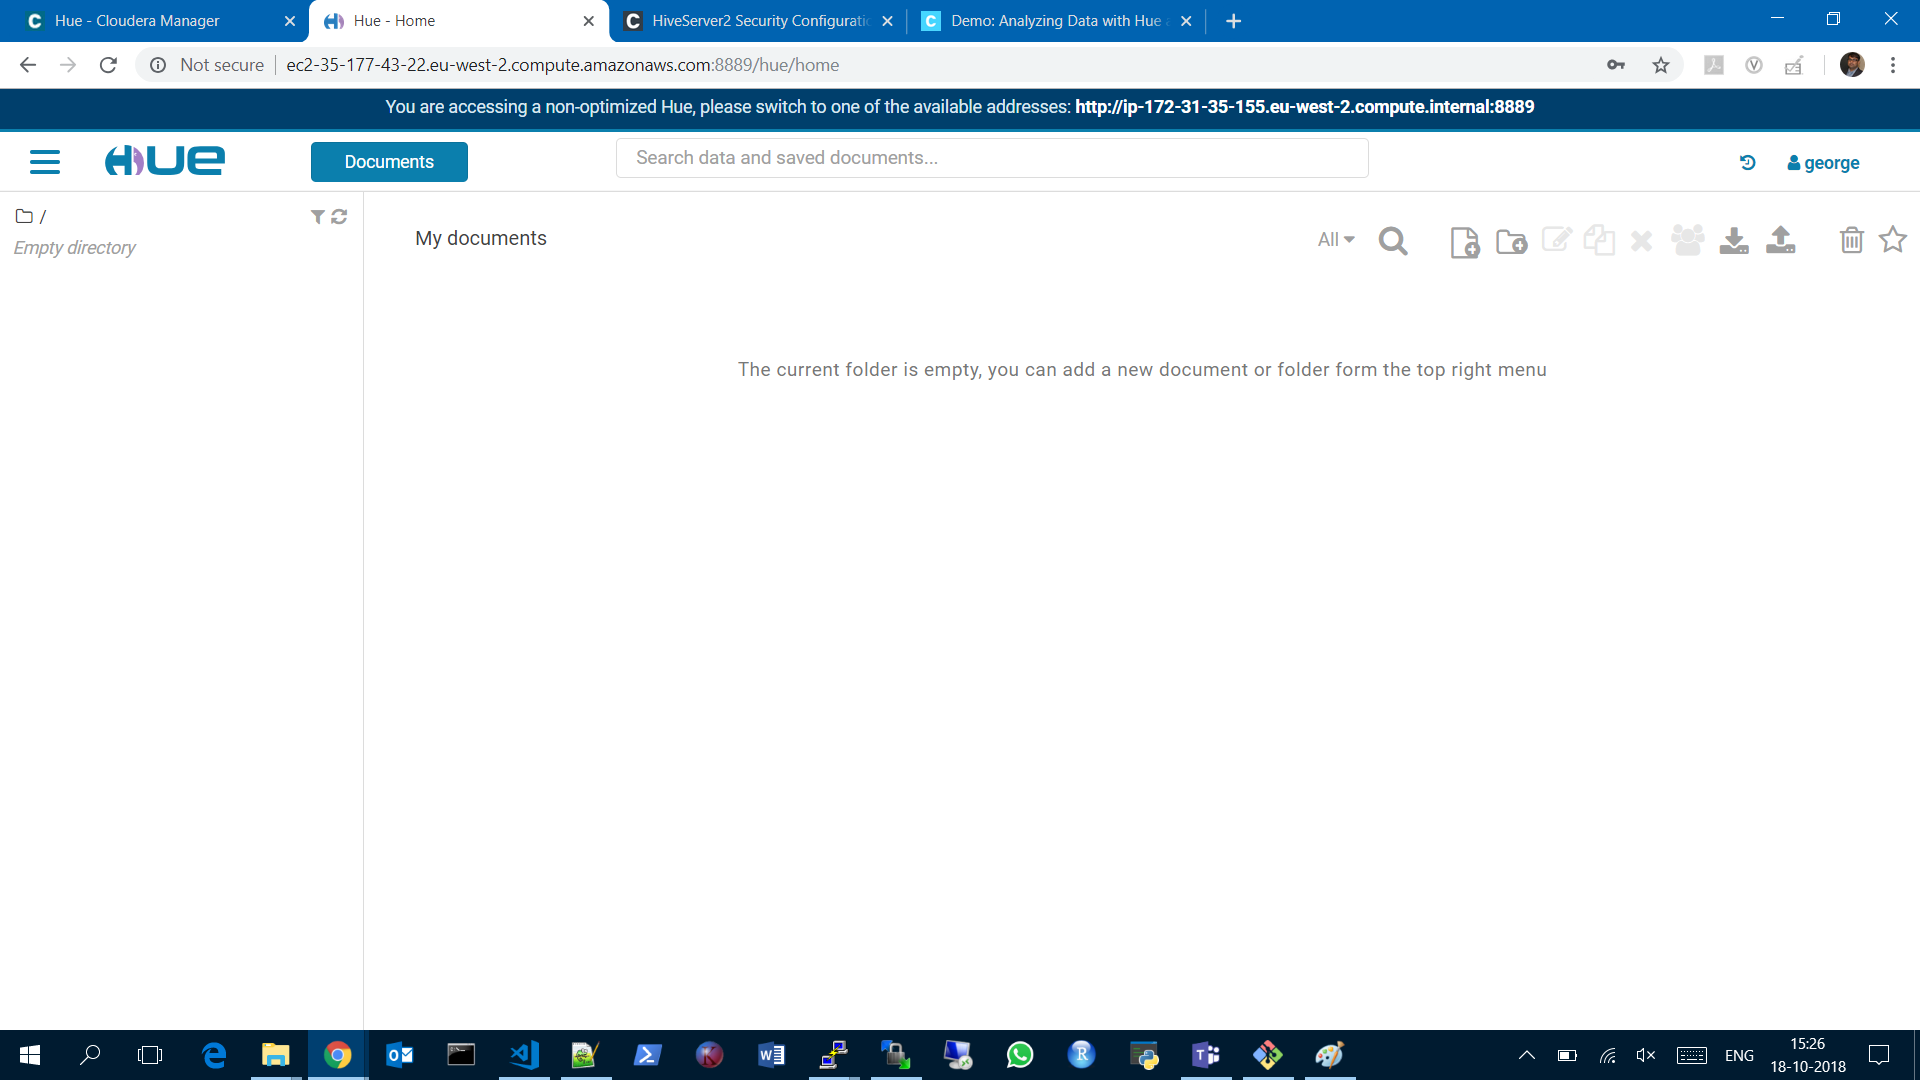 Hue - Cloudera Manager
Hue - Home
HiveServer2 Security Configuratio
Demo: Analyzing Data with Hue a
Not secure
ec2-35-177-43-22.eu-west-2.compute.amazonaws.com:8889/hue/home
You are accessing a non-optimized Hue, please switch to one of the available addresses: http://ip-172-31-35-155.eu-west-2.compute.internal:8889
HUE
Documents
Search data and saved documents...
george
/
Empty directory
My documents
All
The current folder is empty, you can add a new document or folder form the top right menu
ENG
15:26
18-10-2018